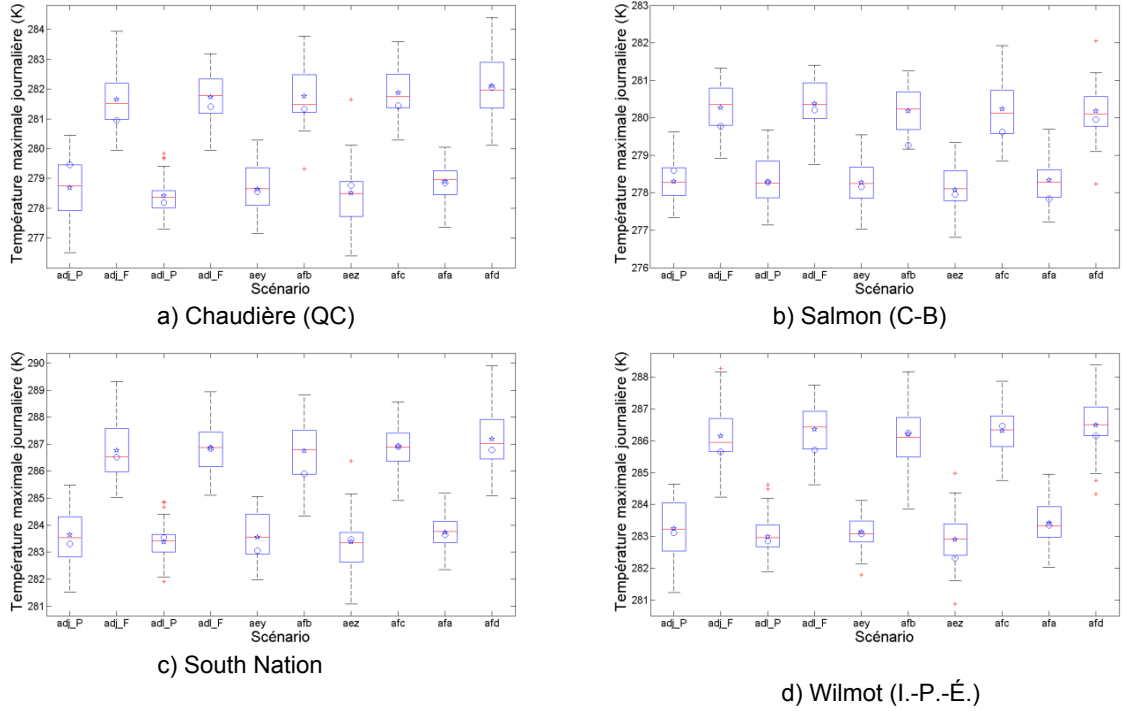 Température maximale journalière (K)
284
283
282
281
280
279
278
277
adj_P adj_F adl_P adl_F aey afb aez afc afa afd
Scénario
a) Chaudière (QC)
Température maximale journalière (K)
283
282
281
280
279
278
277
276
adj_P adj_F adl_P adl_F aey afb aez afc afa afd
Scénario
b) Salmon (C-B)
Température maximale journalière (K)
290
289
288
287
286
285
284
283
282
281
adj_P adj_F adl_P adl_F aey afb aez afc afa afd
Scénario
c) South Nation
Température maximale journalière (K)
288
287
286
285
284
283
282
281
adj_P adj_F adl_P adl_F aey afb aez afc afa afd
Scénario
d) Wilmot (I.-P.-É.)